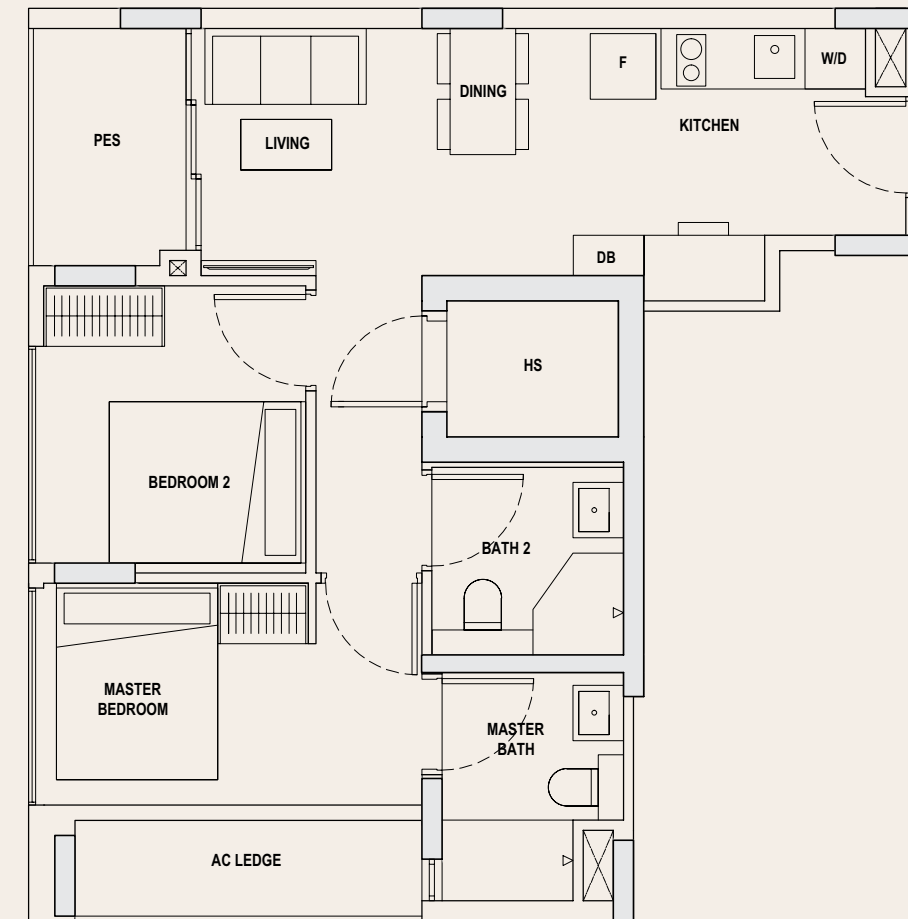 W/D
F
DINING
KITCHEN
PES
LIVING
DB
HS
BEDROOM 2
BATH 2
MASTER
BEDROOM
MASTER
BATH
AC LEDGE